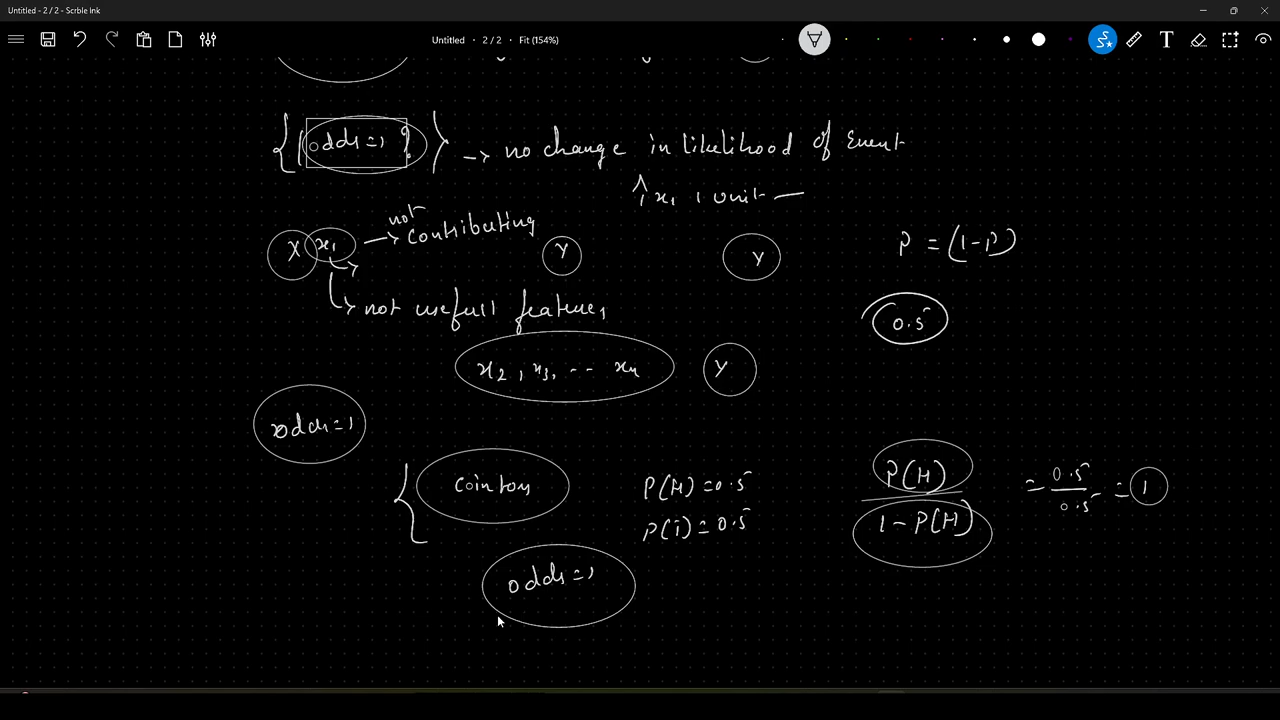 Untitled - 2 / 2 - Scrble Ink
Untitled • 2 / 2 • Fit (154%)
{ odds=1 } → no change in likelihood of Event
↑ x1 1 unit —
X x1 → not contributing Y Y P = (1-P)
↳ not usefull features 0.5
x2, x3, -- xn Y
odds=1
coin toss P(H) = 0.5 P(H) / 1-P(H) = 0.5 / 0.5 = 1
P(T) = 0.5
odds=1